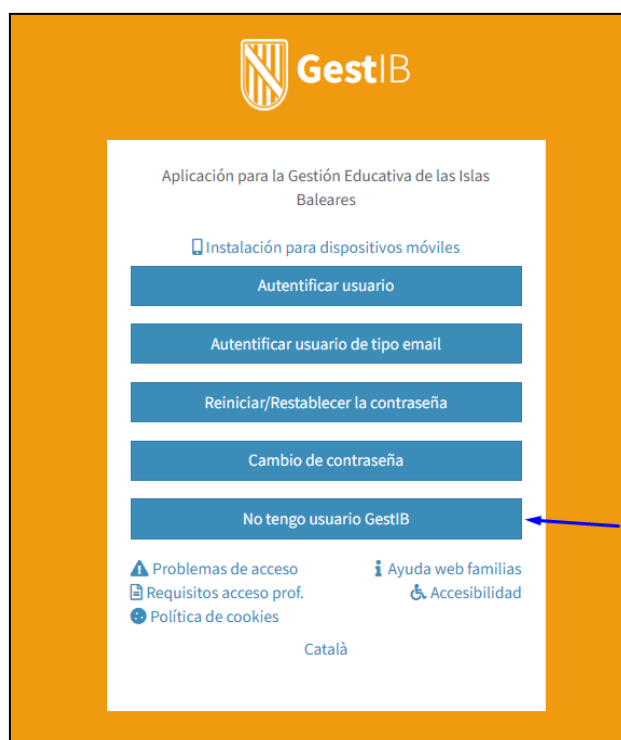 GestIB
Aplicación para la Gestión Educativa de las Islas
Baleares
Instalación para dispositivos móviles
Autentificar usuario
Autentificar usuario de tipo email
Reiniciar/Restablecer la contraseña
Cambio de contraseña
No tengo usuario GestIB
Problemas de acceso
Ayuda web familias
Requisitos acceso prof.
Accesibilidad
Política de cookies
Català